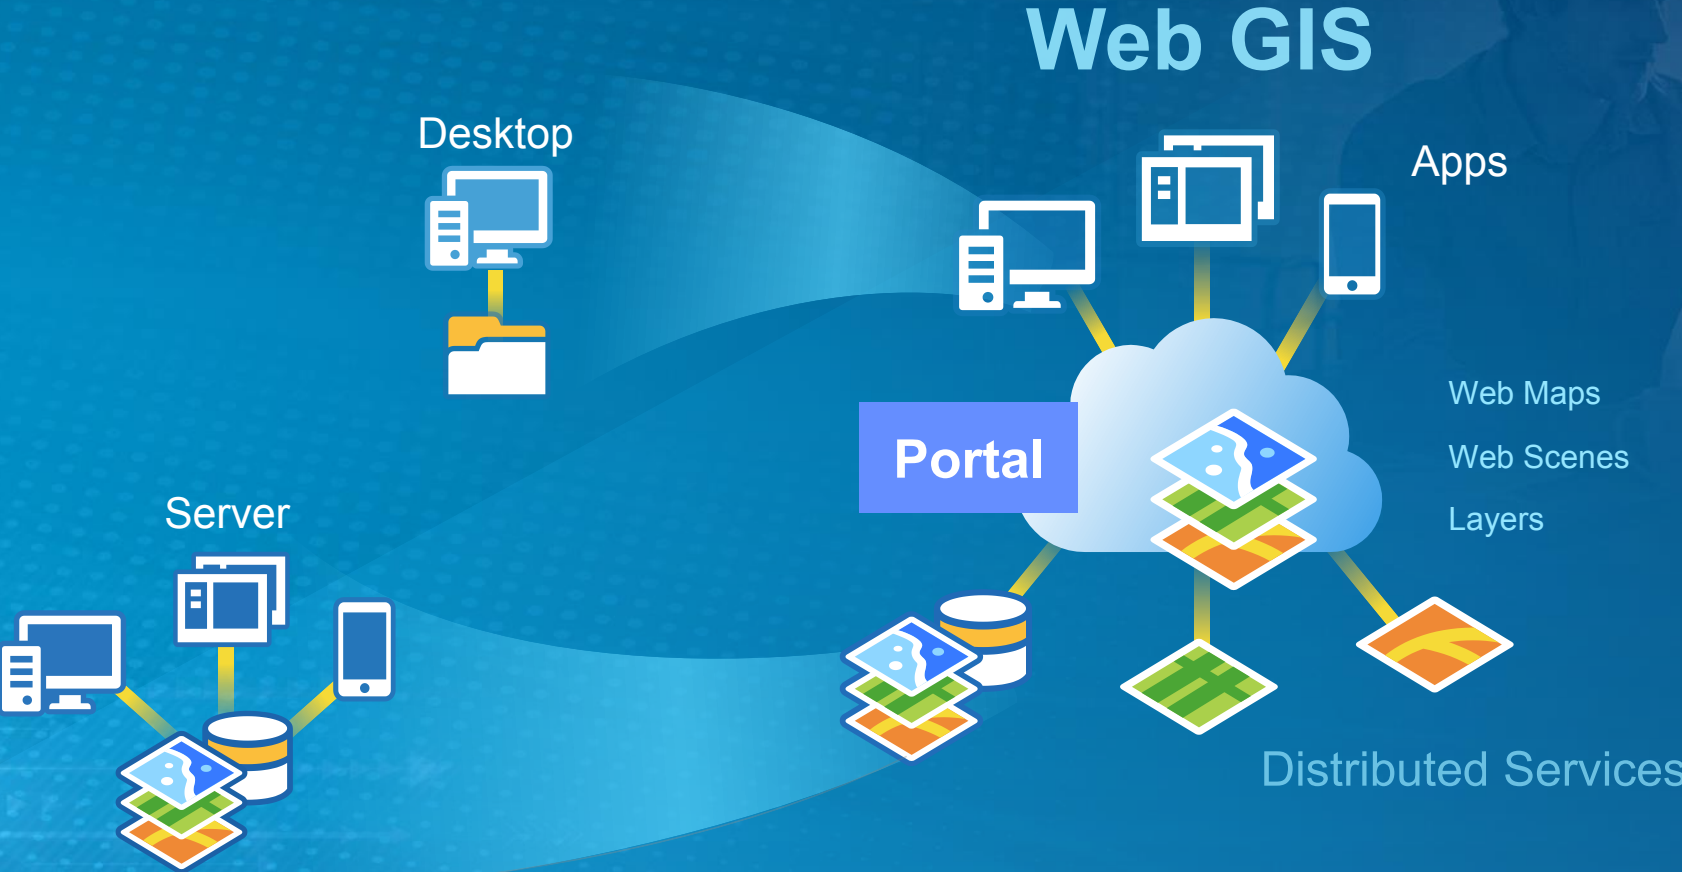 Web GIS
Desktop
Apps
Web Maps
Portal
Web Scenes
Server
Layers
Distributed Services